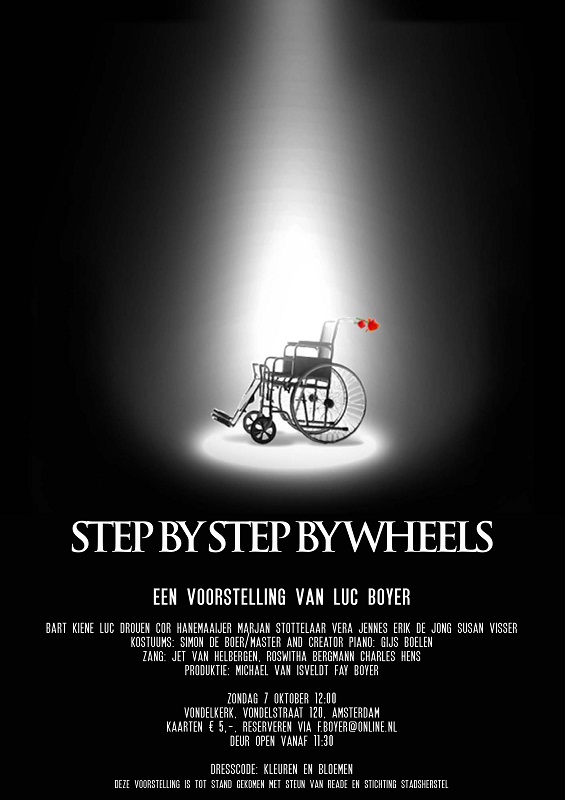 STEP BY STEP BY WHEELS
EEN VOORSTELLING VAN LUC BOYER
BART KIENE LUC DROUEN COR HANEMAAIJER MARJAN STOTTELAAR VERA JENNES ERIK DE JONG SUSAN VISSER
KOSTUUMS: SIMON DE BOER/MASTER AND CREATOR PIANO: GIJS BOELEN
ZANG: JET VAN HELBERGEN, ROSWITHA BERGMANN CHARLES HENS
PRODUKTIE: MICHAEL VAN ISVELDT FAY BOYER
ZONDAG 7 OKTOBER 12:00
VONDELKERK, VONDELSTRAAT 120, AMSTERDAM
KAARTEN € 5,-, RESERVEREN VIA F.BOYER@ONLINE.NL
DEUR OPEN VANAF 11:30
DRESSCODE: KLEUREN EN BLOEMEN
DEZE VOORSTELLING IS TOT STAND GEKOMEN MET STEUN VAN READE EN STICHTING STADSHERSTEL